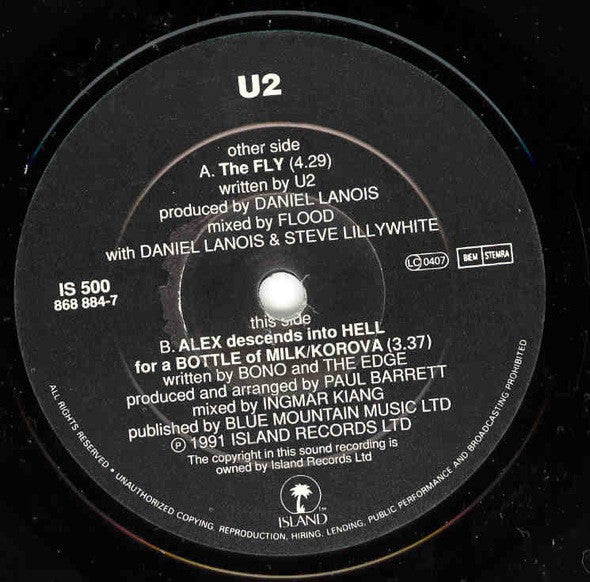 U2
other side
A. The FLY (4.29)
written by U2
produced by DANIEL LANOIS
mixed by FLOOD
with DANIEL LANOIS & STEVE LILLYWHITE
LC 0407
BIEM STEMRA
IS 500
868 884-7
this side
B. ALEX descends into HELL
for a BOTTLE of MILK/KOROVA (3.37)
written by BONO and THE EDGE
produced and arranged by PAUL BARRETT
mixed by INGMAR KIANG
published by BLUE MOUNTAIN MUSIC LTD
℗ 1991 ISLAND RECORDS LTD
The copyright in this sound recording is
owned by Island Records Ltd
ISLAND™
ALL RIGHTS RESERVED • UNAUTHORIZED COPYING, REPRODUCTION, HIRING, LENDING, PUBLIC PERFORMANCE AND BROADCASTING PROHIBITED